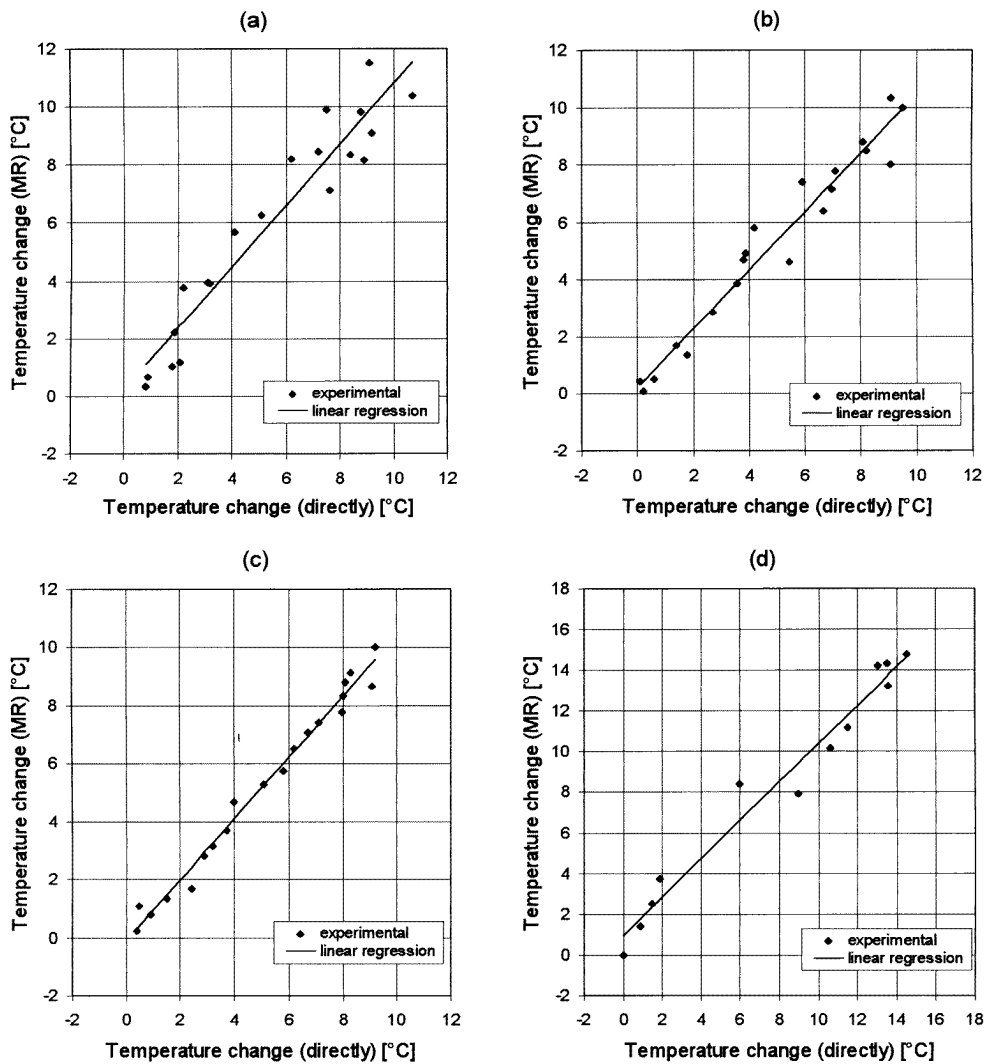 (a)
12
10
8
6
4
2
0
-2
Temperature change (MR) [°C]
experimental
linear regression
-2 0 2 4 6 8 10 12
Temperature change (directly) [°C]
(b)
12
10
8
6
4
2
0
-2
Temperature change (MR) [°C]
experimental
linear regression
-2 0 2 4 6 8 10 12
Temperature change (directly) [°C]
(c)
12
10
8
6
4
2
0
-2
Temperature change (MR) [°C]
experimental
linear regression
-2 0 2 4 6 8 10 12
Temperature change (directly) [°C]
(d)
18
16
14
12
10
8
6
4
2
0
-2
Temperature change (MR) [°C]
experimental
linear regression
-2 0 2 4 6 8 10 12 14 16 18
Temperature change (directly) [°C]